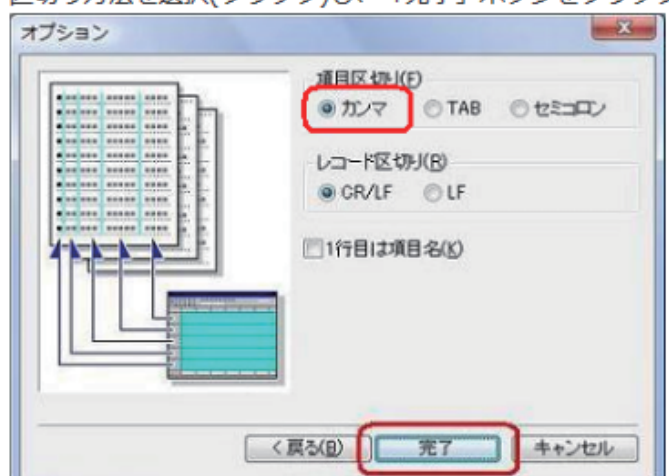 オプション
項目区切り(F)
カンマ TAB セミコロン
レコード区切り(R)
CR/LF LF
1行目は項目名(K)
< 戻る(B) 完了 キャンセル